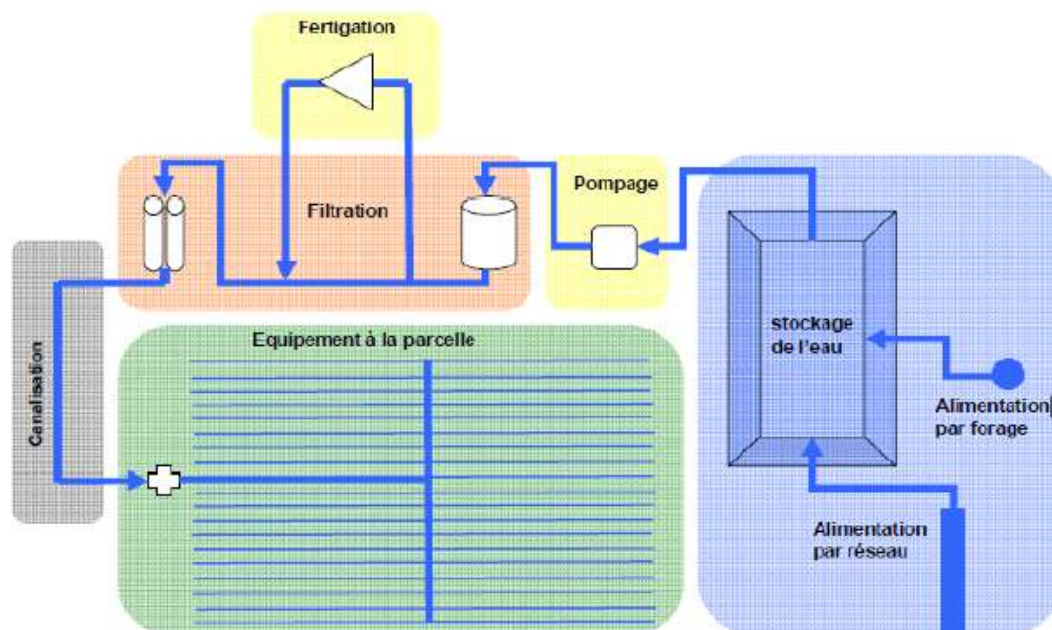 Fertigation
Pompage
Filtration
stockage
de l'eau
Equipement à la parcelle
Canalisation
Alimentation
par forage
Alimentation
par réseau